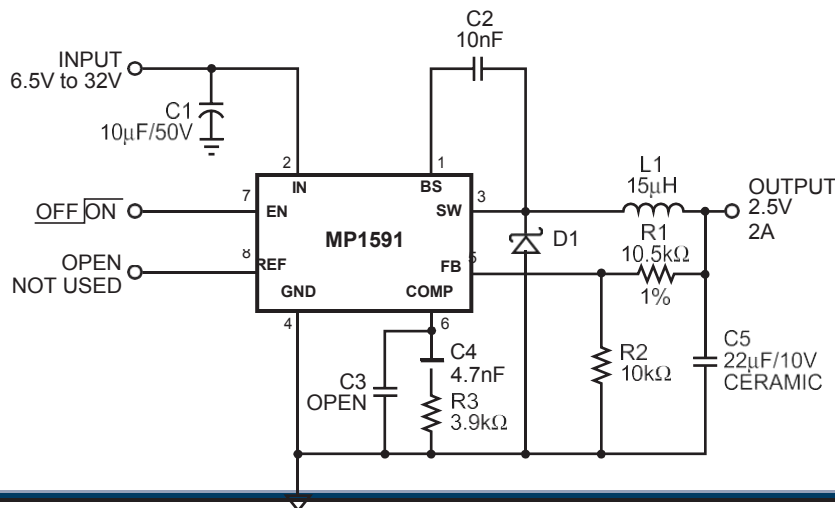 C2
10nF
INPUT
6.5V to 32V
C1
10µF/50V
2
1
IN
BS
7
3
OFF ON
EN
SW
MP1591
D1
L1
15µH
OUTPUT
2.5V
2A
R1
10.5kΩ
1%
OPEN
NOT USED
8
REF
FB
5
GND
COMP
4
6
C3
OPEN
C4
4.7nF
R3
3.9kΩ
R2
10kΩ
C5
22µF/10V
CERAMIC